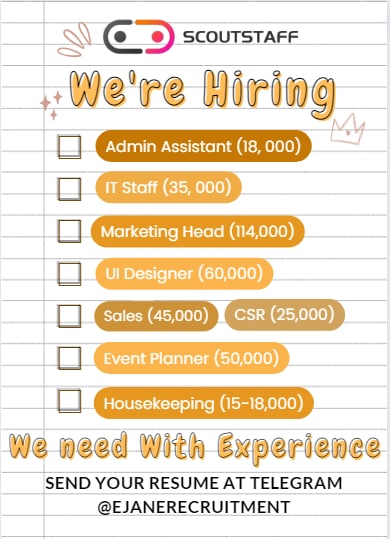 SCOUTSTAFF
We're Hiring
Admin Assistant (18, 000)
IT Staff (35, 000)
Marketing Head (114,000)
UI Designer (60,000)
Sales (45,000) CSR (25,000)
Event Planner (50,000)
Housekeeping (15-18,000)
We need With Experience
SEND YOUR RESUME AT TELEGRAM
@EJANERECRUITMENT